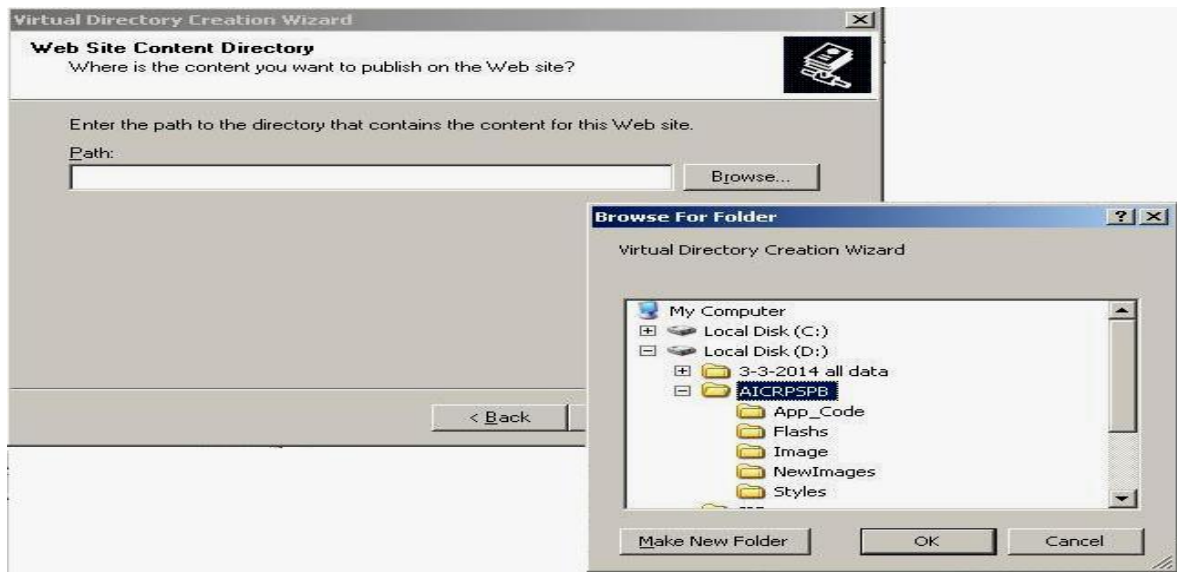 Virtual Directory Creation Wizard
Web Site Content Directory
Where is the content you want to publish on the Web site?
Enter the path to the directory that contains the content for this Web site.
Path:
Browse...
< Back
Browse For Folder
Virtual Directory Creation Wizard
My Computer
Local Disk (C:)
Local Disk (D:)
3-3-2014 all data
AICRPSPB
App_Code
Flashs
Image
NewImages
Styles
Make New Folder
OK
Cancel